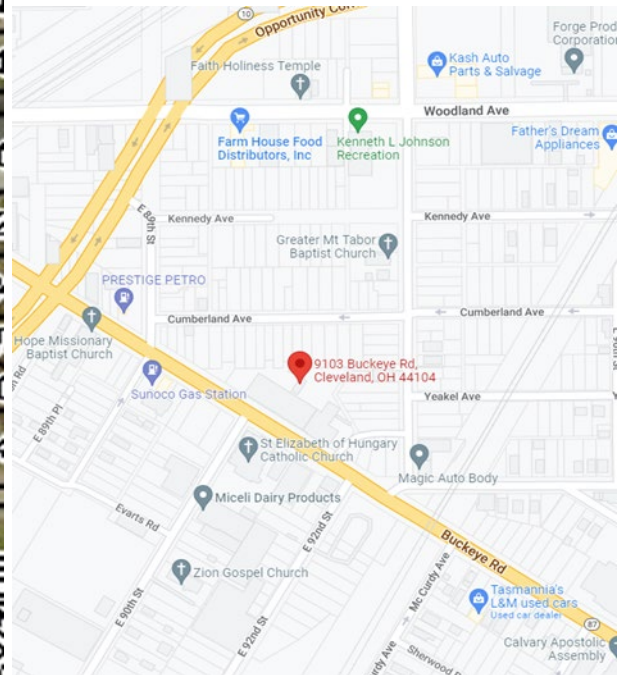 10
Opportunity
Forge Prod
Corporation
Kash Auto
Parts & Salvage
Faith Holiness Temple
Woodland Ave
Farm House Food
Distributors, Inc
Kenneth L Johnson
Recreation
Father's Dream
Appliances
E 89th St
Kennedy Ave
Kennedy Ave
Greater Mt Tabor
Baptist Church
PRESTIGE PETRO
Cumberland Ave
Cumberland Ave
Hope Missionary
Baptist Church
9103 Buckeye Rd,
Cleveland, OH 44104
Sunoco Gas Station
Yeakel Ave
E 89th Pl
St Elizabeth of Hungary
Catholic Church
Magic Auto Body
Miceli Dairy Products
Evarts Rd
E 92nd St
Buckeye Rd
Zion Gospel Church
E 90th St
E 92nd St
Mc Curdy Ave
Tasmannia's
L&M used cars
Used car dealer
87
Calvary Apostolic
Assembly
rdy Ave
Sherwood